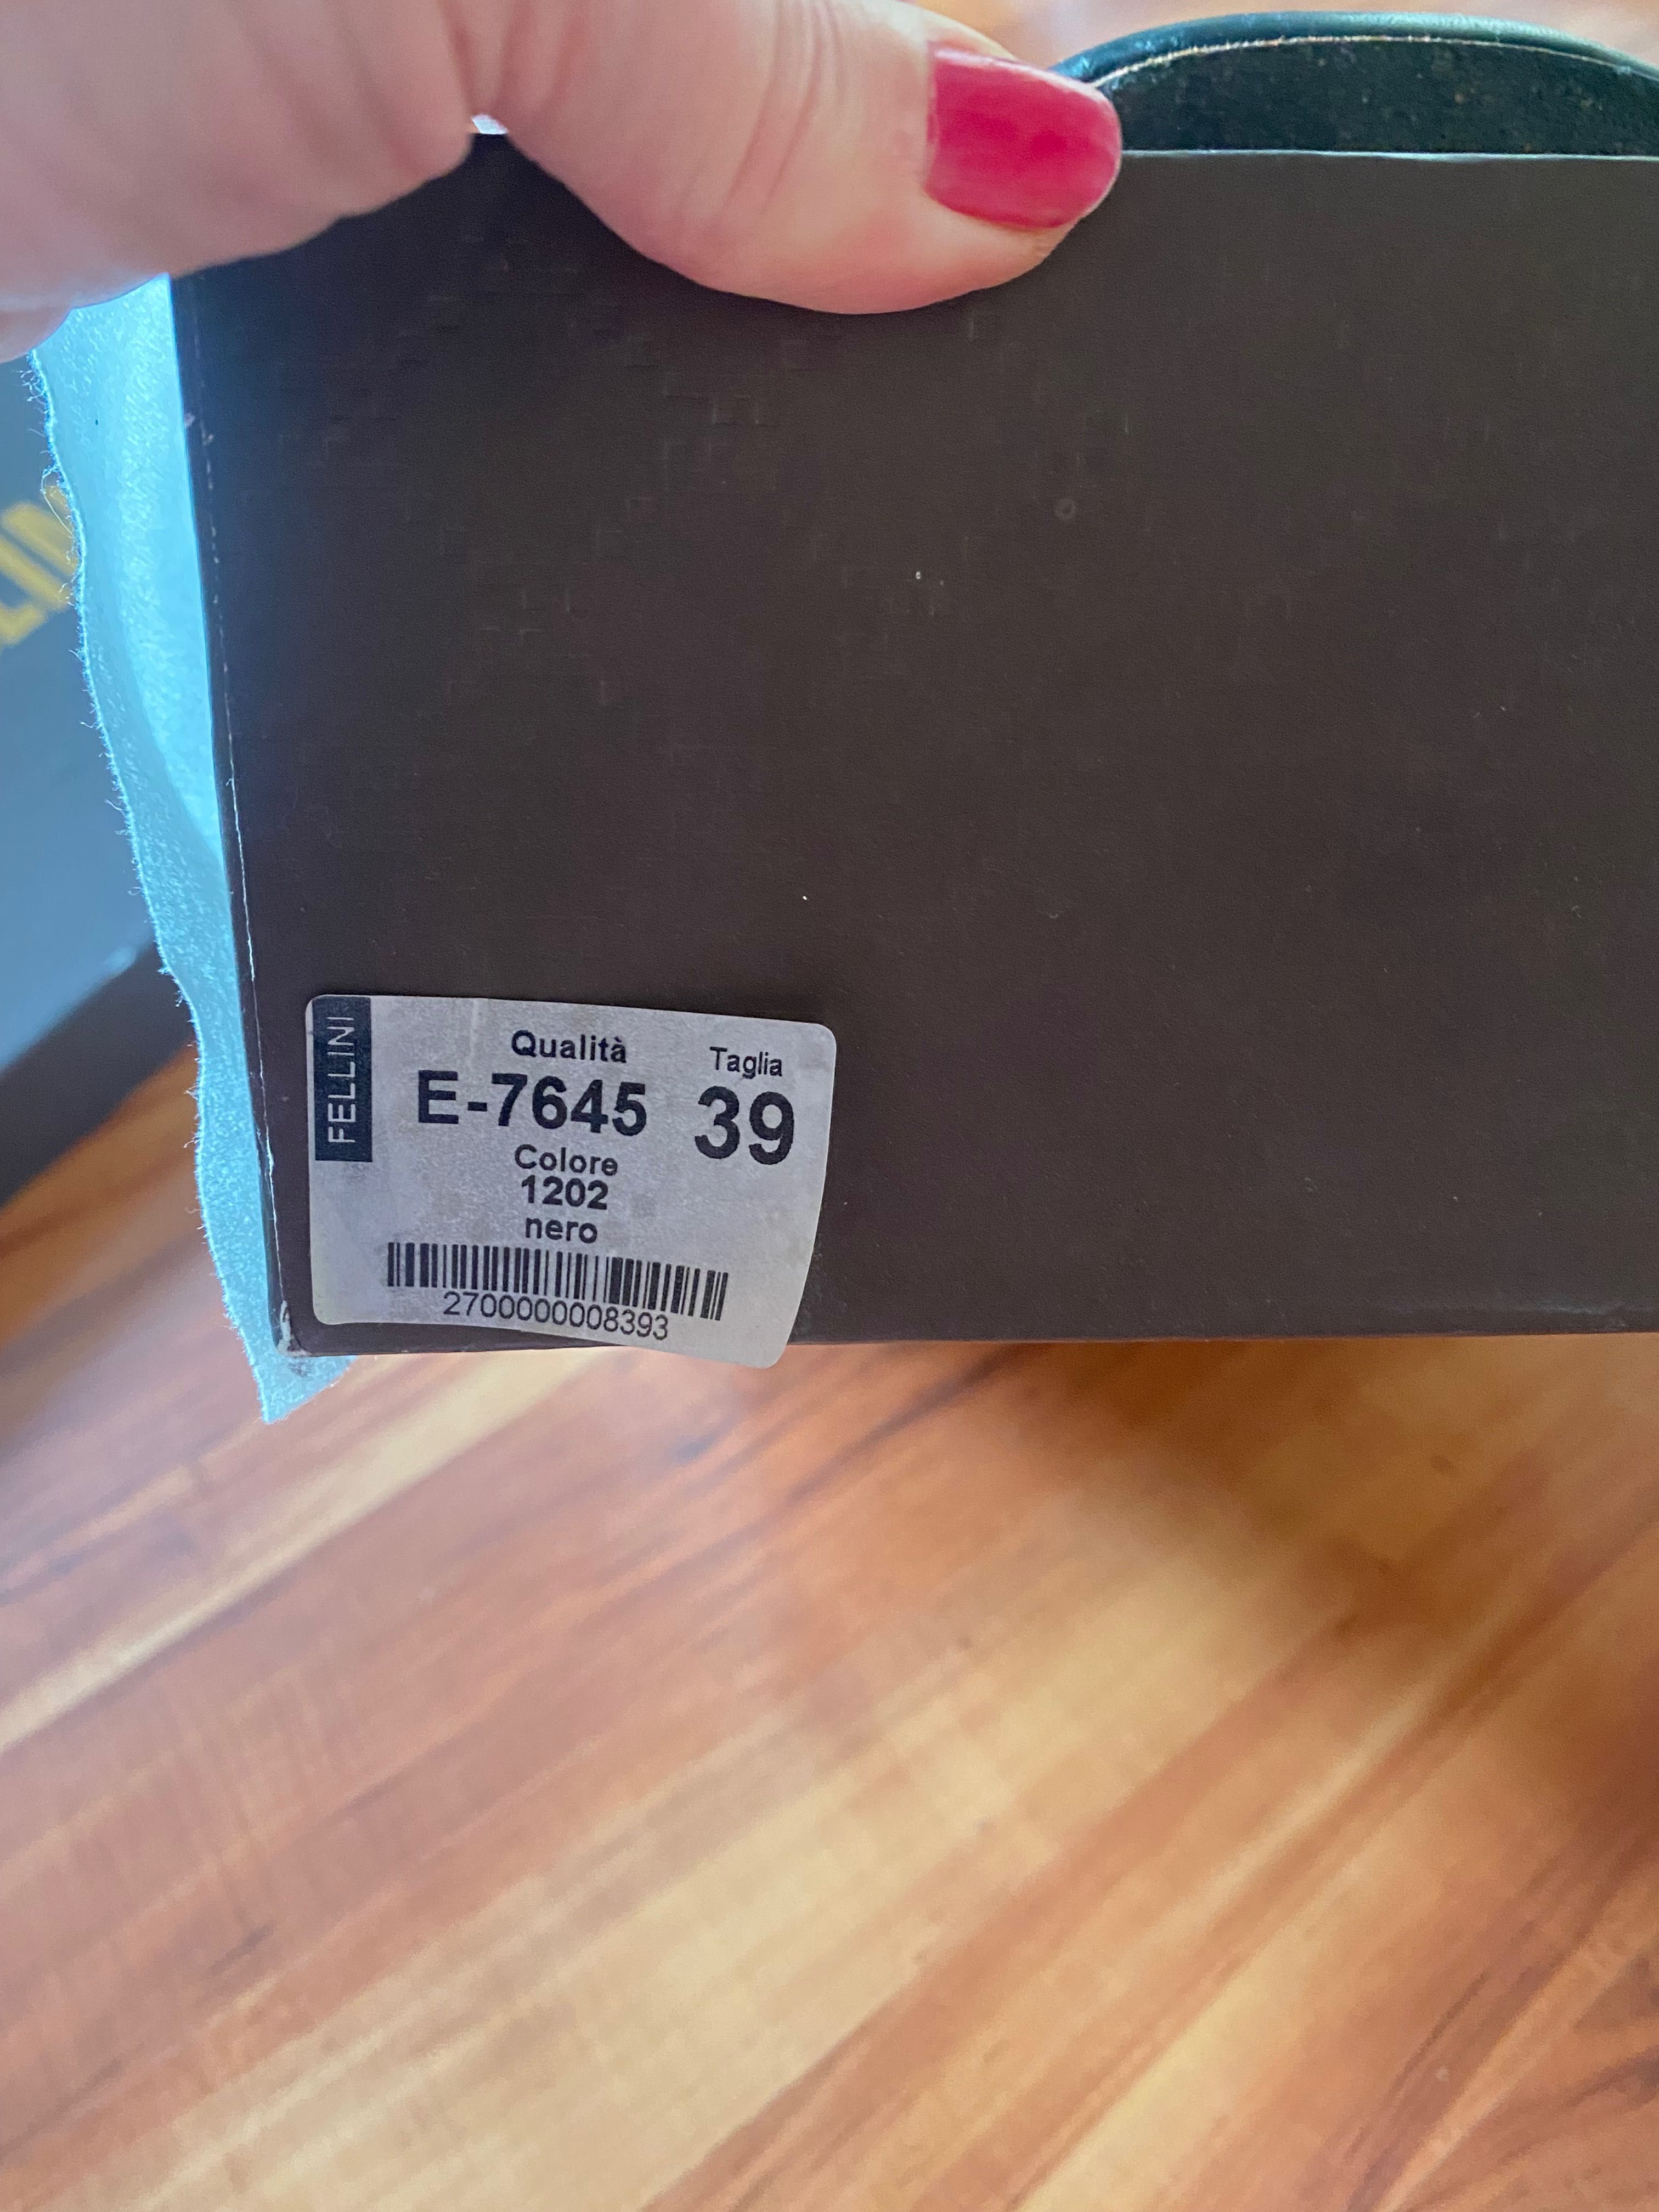 FELLINI
Qualità
E-7645
Taglia
39
Colore
1202
nero
2700000008393